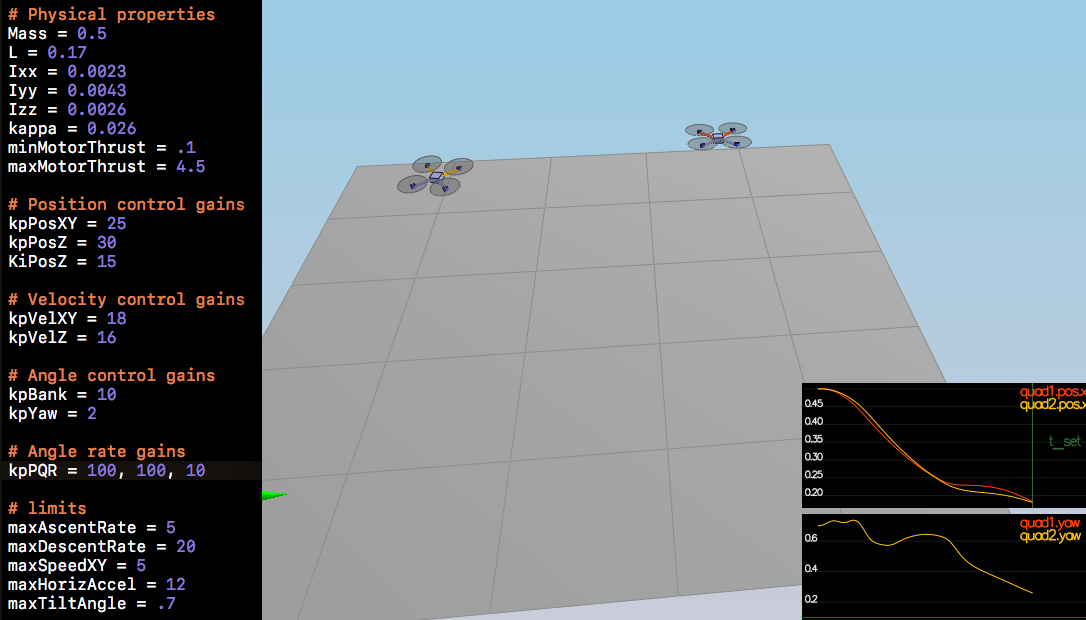 # Physical properties
Mass = 0.5
L = 0.17
Ixx = 0.0023
Iyy = 0.0043
Izz = 0.0026
kappa = 0.026
minMotorThrust = .1
maxMotorThrust = 4.5
# Position control gains
kpPosXY = 25
kpPosZ = 30
KiPosZ = 15
# Velocity control gains
kpVelXY = 18
kpVelZ = 16
# Angle control gains
kpBank = 10
kpYaw = 2
# Angle rate gains
kpPQR = 100, 100, 10
# limits
maxAscentRate = 5
maxDescentRate = 20
maxSpeedXY = 5
maxHorizAccel = 12
maxTiltAngle = .7
quad1.pos.x
quad2.pos.x
t_set
0.45
0.40
0.35
0.30
0.25
0.20
quad1.yaw
quad2.yaw
0.6
0.4
0.2